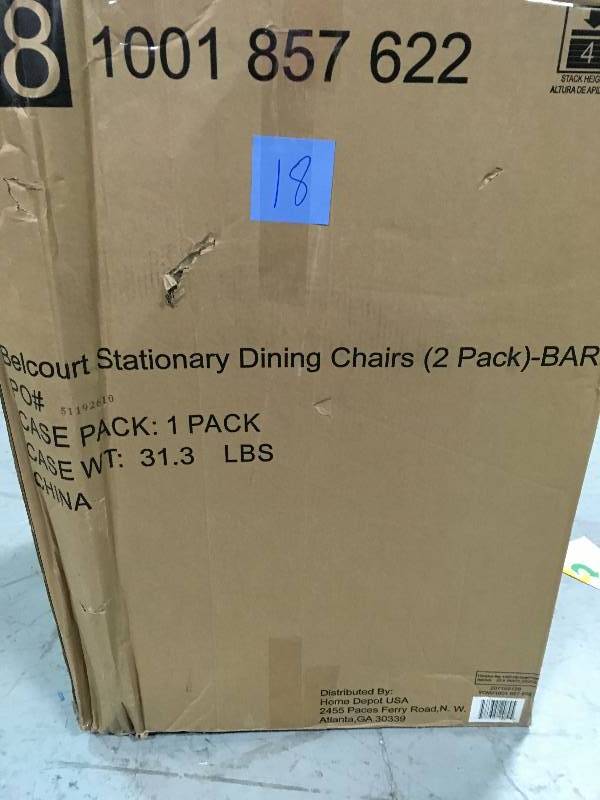 8 1001 857 622
4
STACK HEIG
ALTURA DE APIL
18
Belcourt Stationary Dining Chairs (2 Pack)-BAR
PO# 51192610
CASE PACK: 1 PACK
CASE WT: 31.3 LBS
CHINA
Distributed By:
Home Depot USA
2455 Paces Ferry Road,N. W.
Atlanta,GA 30339